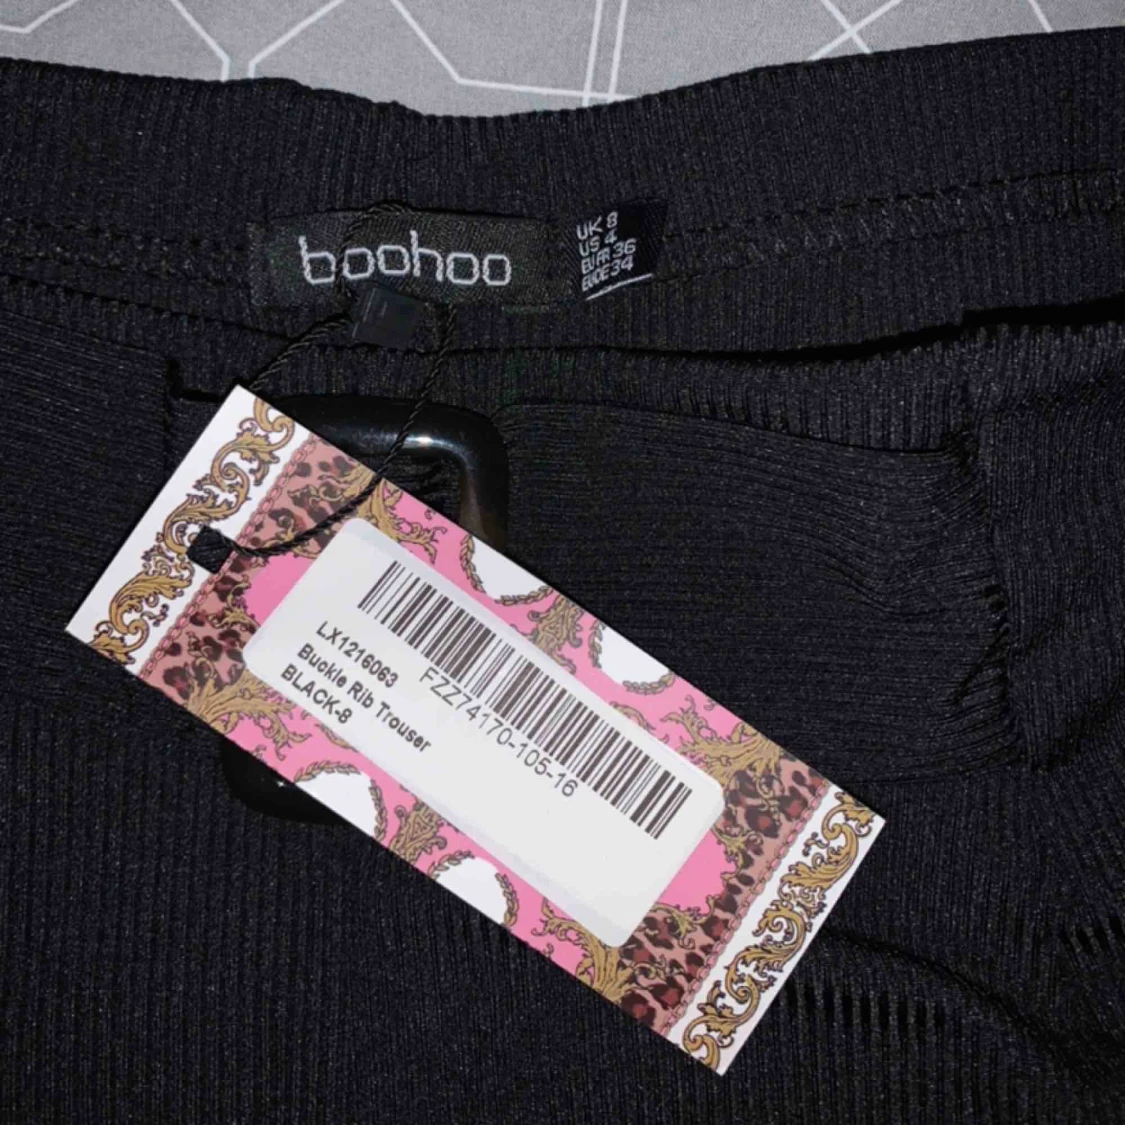 boohoo
UK 8
US 4
EU FR 36
EU DE 34
LX1216063
Buckle Rib Trouser
BLACK-8
FZZ74170-105-16